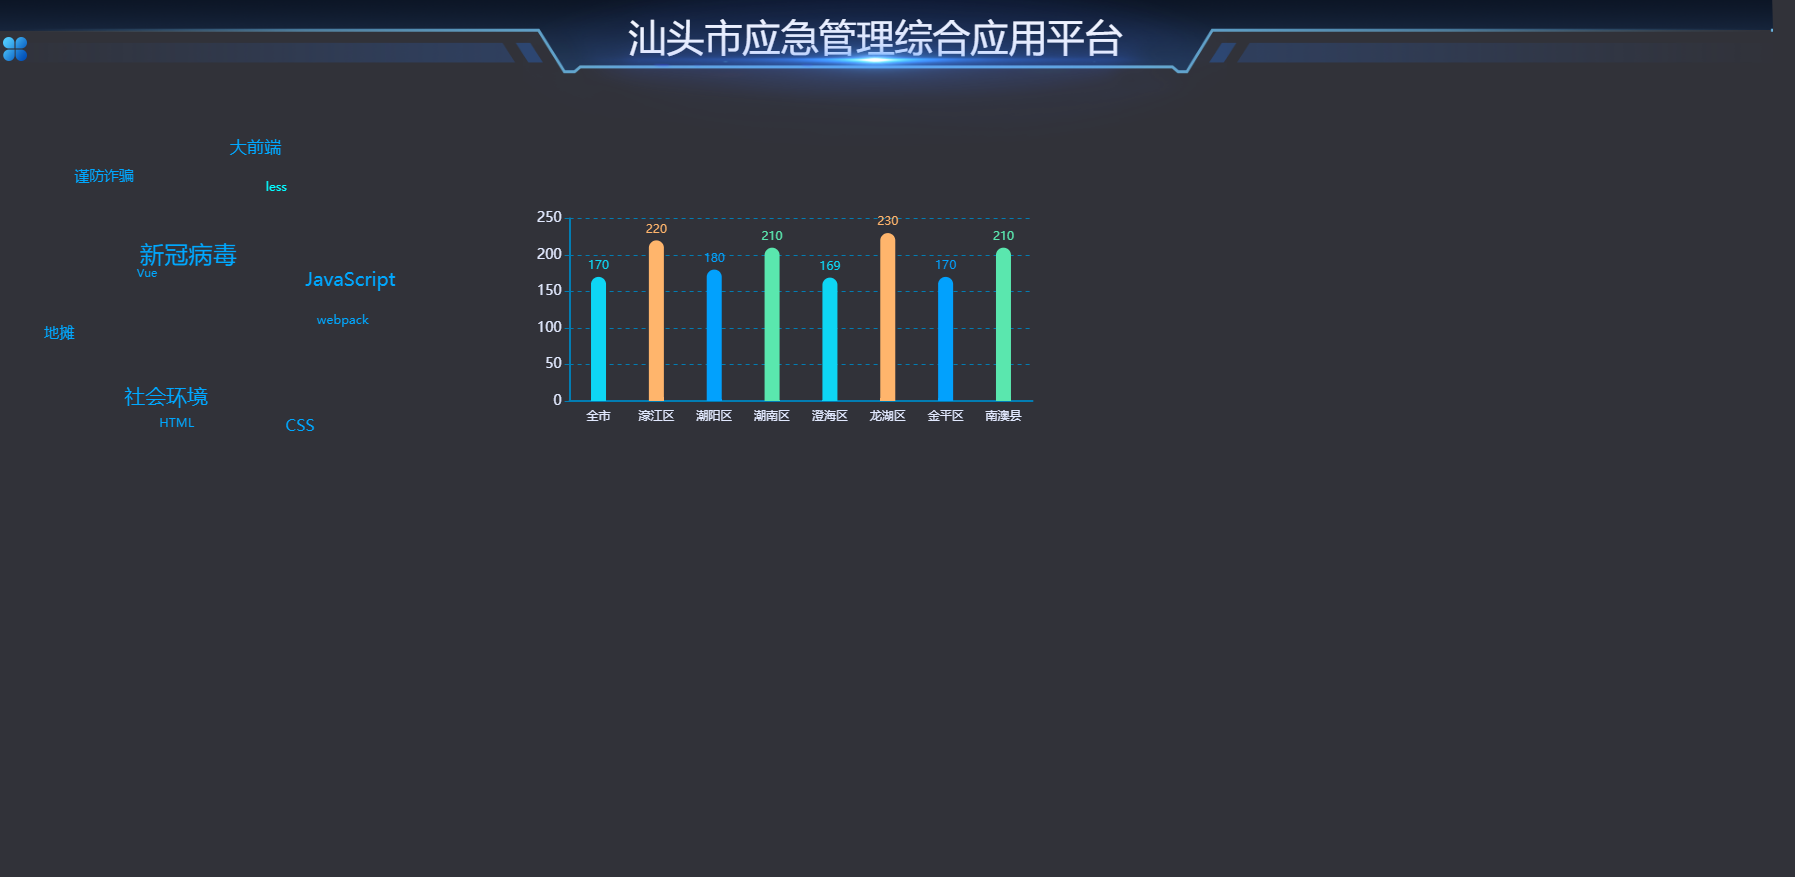 汕头市应急管理综合应用平台
大前端
谨防诈骗
less
新冠病毒
Vue
JavaScript
webpack
地摊
社会环境
HTML
CSS
250
200
150
100
50
0
170
220
180
210
169
230
170
210
全市
濠江区
潮阳区
潮南区
澄海区
龙湖区
金平区
南澳县